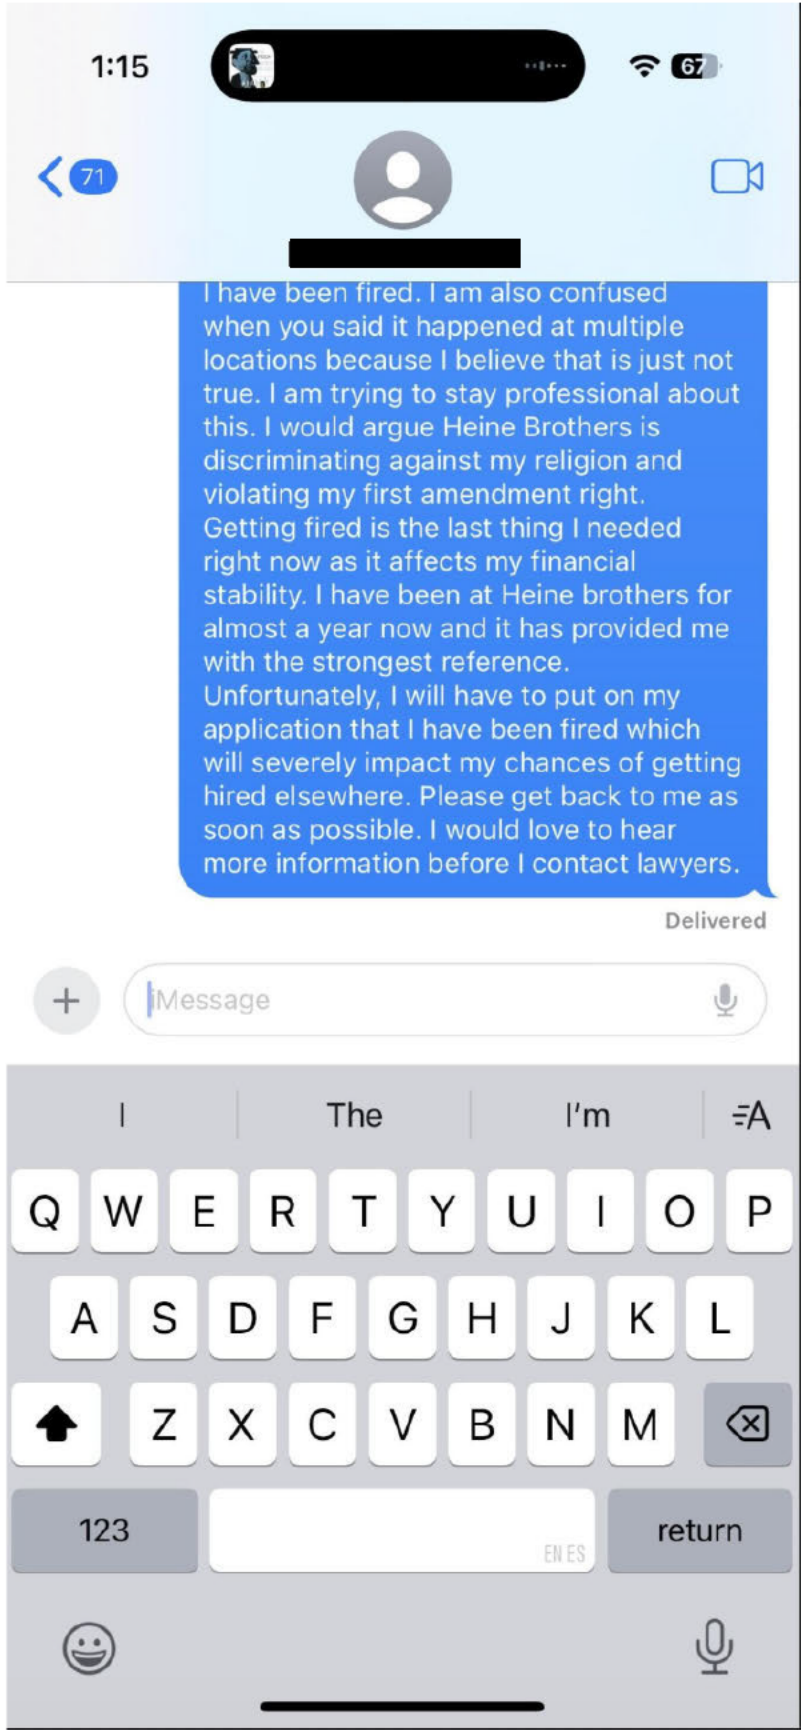 1:15
67
71
I have been fired. I am also confused
when you said it happened at multiple
locations because I believe that is just not
true. I am trying to stay professional about
this. I would argue Heine Brothers is
discriminating against my religion and
violating my first amendment right.
Getting fired is the last thing I needed
right now as it affects my financial
stability. I have been at Heine brothers for
almost a year now and it has provided me
with the strongest reference.
Unfortunately, I will have to put on my
application that I have been fired which
will severely impact my chances of getting
hired elsewhere. Please get back to me as
soon as possible. I would love to hear
more information before I contact lawyers.
Delivered
iMessage
I The I'm A
Q W E R T Y U I O P
A S D F G H J K L
Z X C V B N M
123 EN ES return